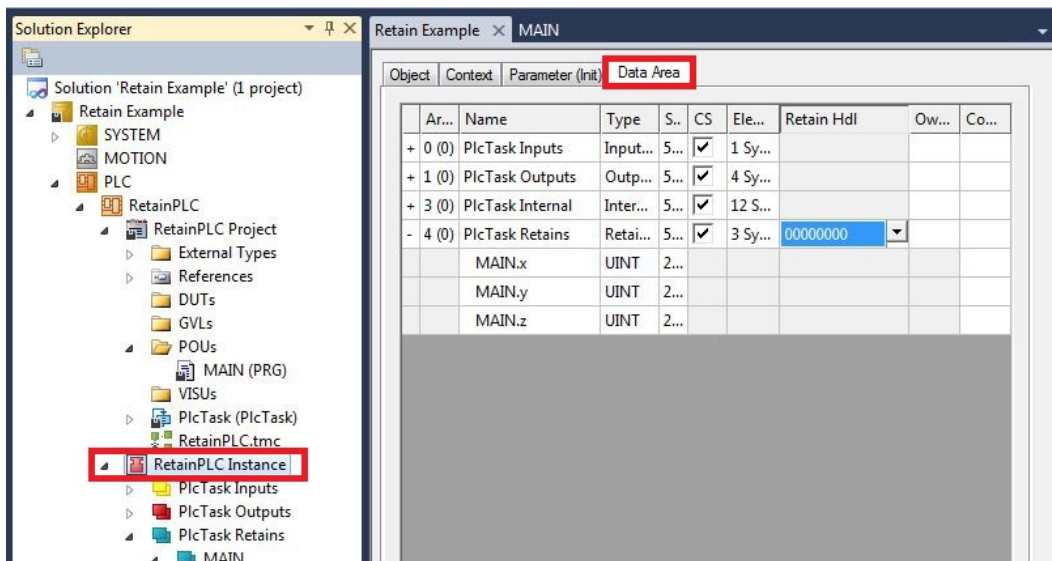 Solution Explorer
Retain Example MAIN
Object Context Parameter (Init) Data Area
Solution 'Retain Example' (1 project)
Retain Example
SYSTEM
MOTION
PLC
RetainPLC
RetainPLC Project
External Types
References
DUTs
GVLs
POUs
MAIN (PRG)
VISUs
PlcTask (PlcTask)
RetainPLC.tmc
RetainPLC Instance
PlcTask Inputs
PlcTask Outputs
PlcTask Retains
MAIN
Ar... Name Type S.. CS Ele... Retain Hdl Ow... Co...
+ 0 (0) PlcTask Inputs Input... 5... 1 Sy...
+ 1 (0) PlcTask Outputs Outp... 5... 4 Sy...
+ 3 (0) PlcTask Internal Inter... 5... 12 S...
- 4 (0) PlcTask Retains Retai... 5... 3 Sy... 00000000
MAIN.x UINT 2...
MAIN.y UINT 2...
MAIN.z UINT 2...